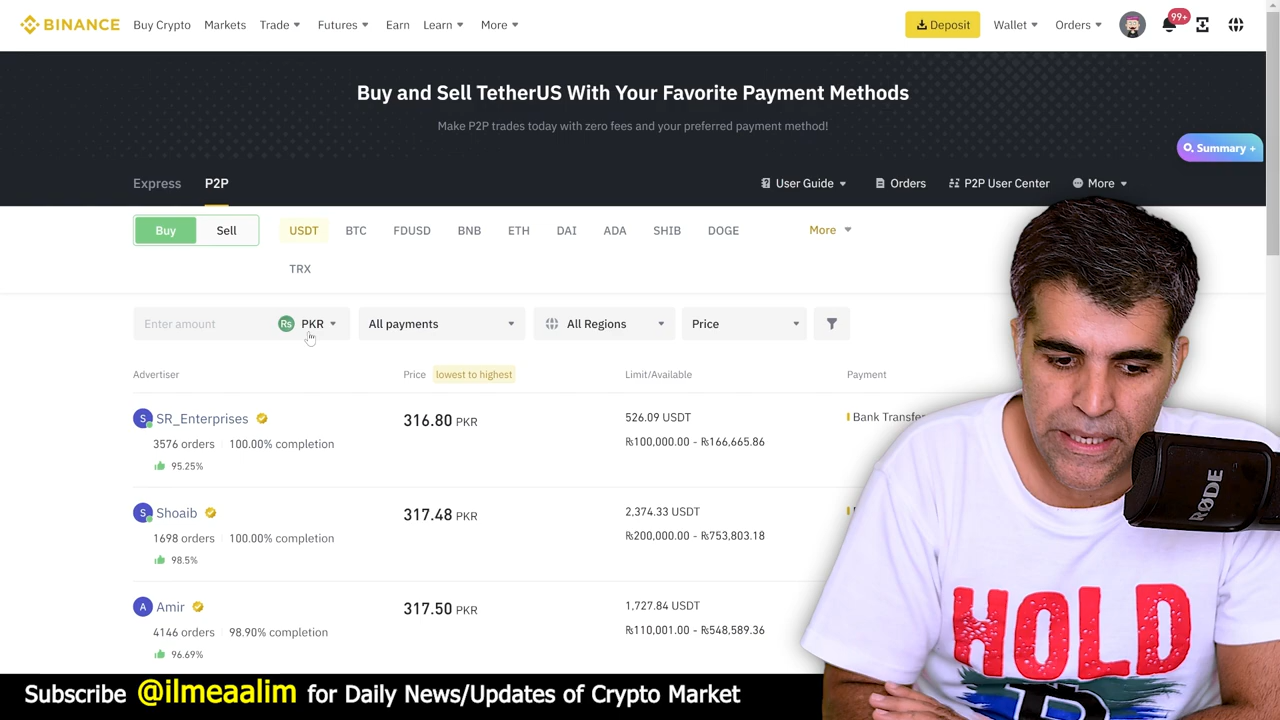 BINANCE Buy Crypto Markets Trade Futures Earn Learn More Deposit Wallet Orders 99+
Buy and Sell TetherUS With Your Favorite Payment Methods
Make P2P trades today with zero fees and your preferred payment method!
Summary +
Express P2P User Guide Orders P2P User Center More
Buy Sell USDT BTC FDUSD BNB ETH DAI ADA SHIB DOGE More
TRX
Enter amount Rs PKR All payments All Regions Price
Advertiser Price lowest to highest Limit/Available Payment
S SR_Enterprises 316.80 PKR 526.09 USDT Bank Transfe
3576 orders 100.00% completion ₨100,000.00 - ₨166,665.86
95.25%
S Shoaib 317.48 PKR 2,374.33 USDT
1698 orders 100.00% completion ₨200,000.00 - ₨753,803.18
98.5%
A Amir 317.50 PKR 1,727.84 USDT
4146 orders 98.90% completion ₨110,001.00 - ₨548,589.36
96.69%
RØDE
HOLD
Subscribe @ilmeaalim for Daily News/Updates of Crypto Market